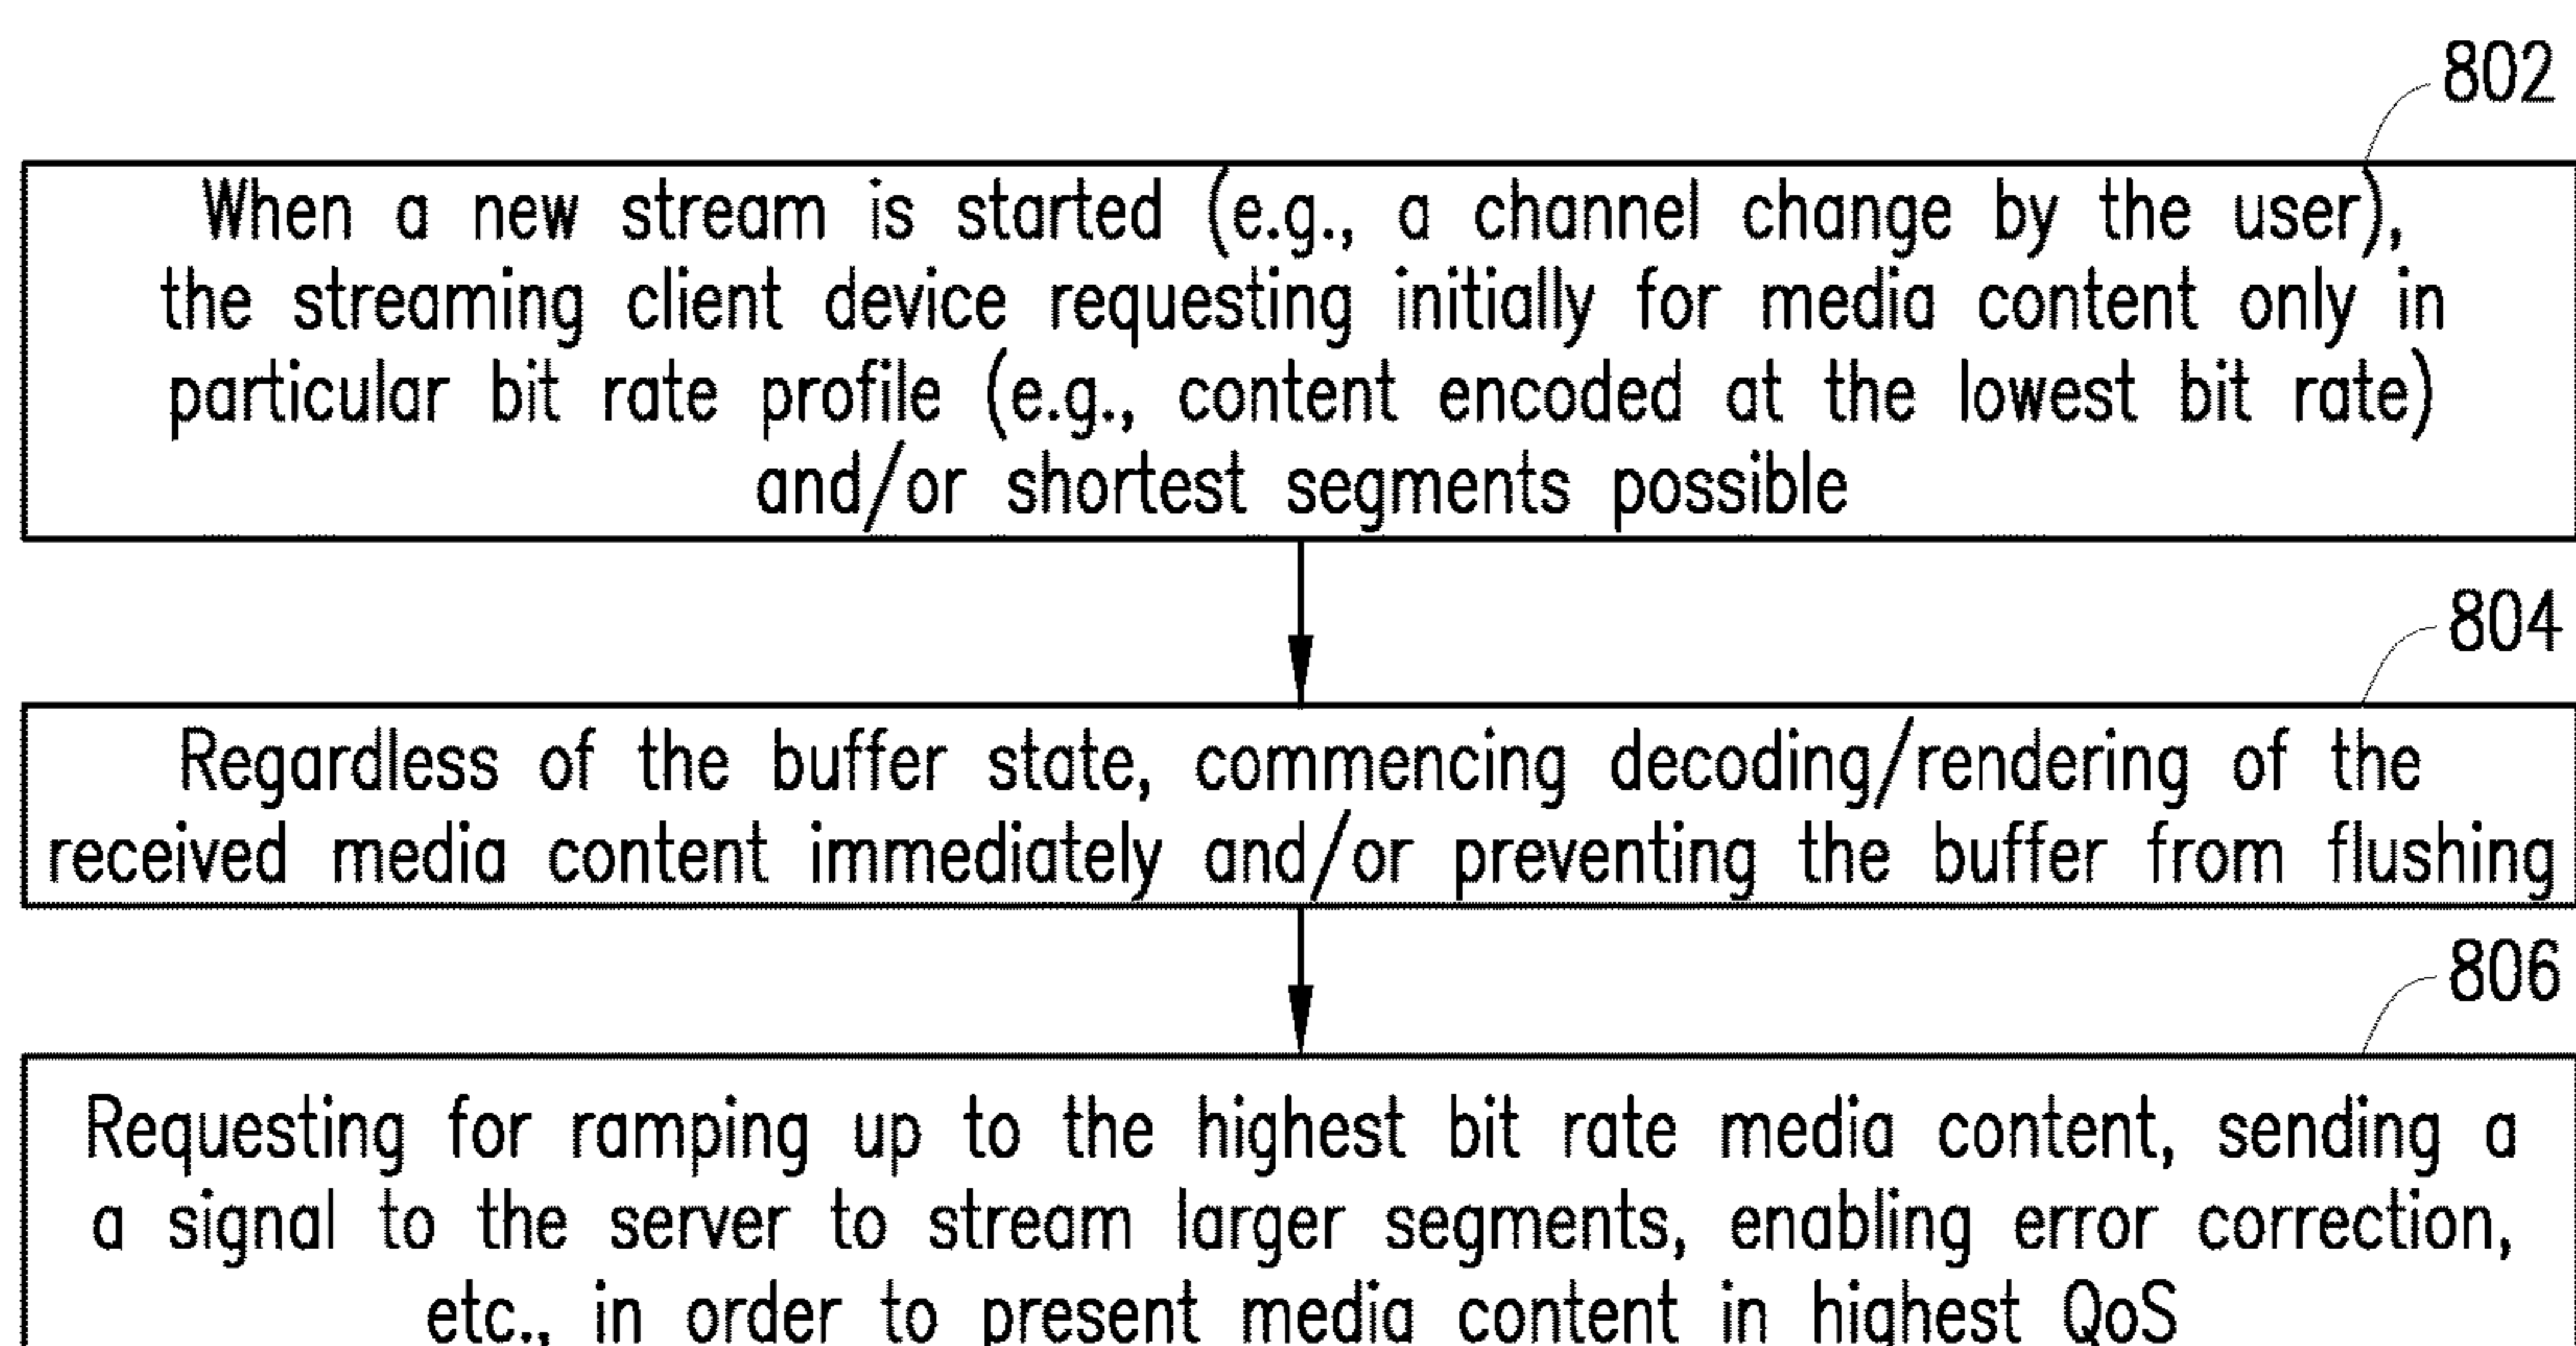 802
When a new stream is started (e.g., a channel change by the user),
the streaming client device requesting initially for media content only in
particular bit rate profile (e.g., content encoded at the lowest bit rate)
and/or shortest segments possible
804
Regardless of the buffer state, commencing decoding/rendering of the
received media content immediately and/or preventing the buffer from flushing
806
Requesting for ramping up to the highest bit rate media content, sending a
a signal to the server to stream larger segments, enabling error correction,
etc., in order to present media content in highest QoS